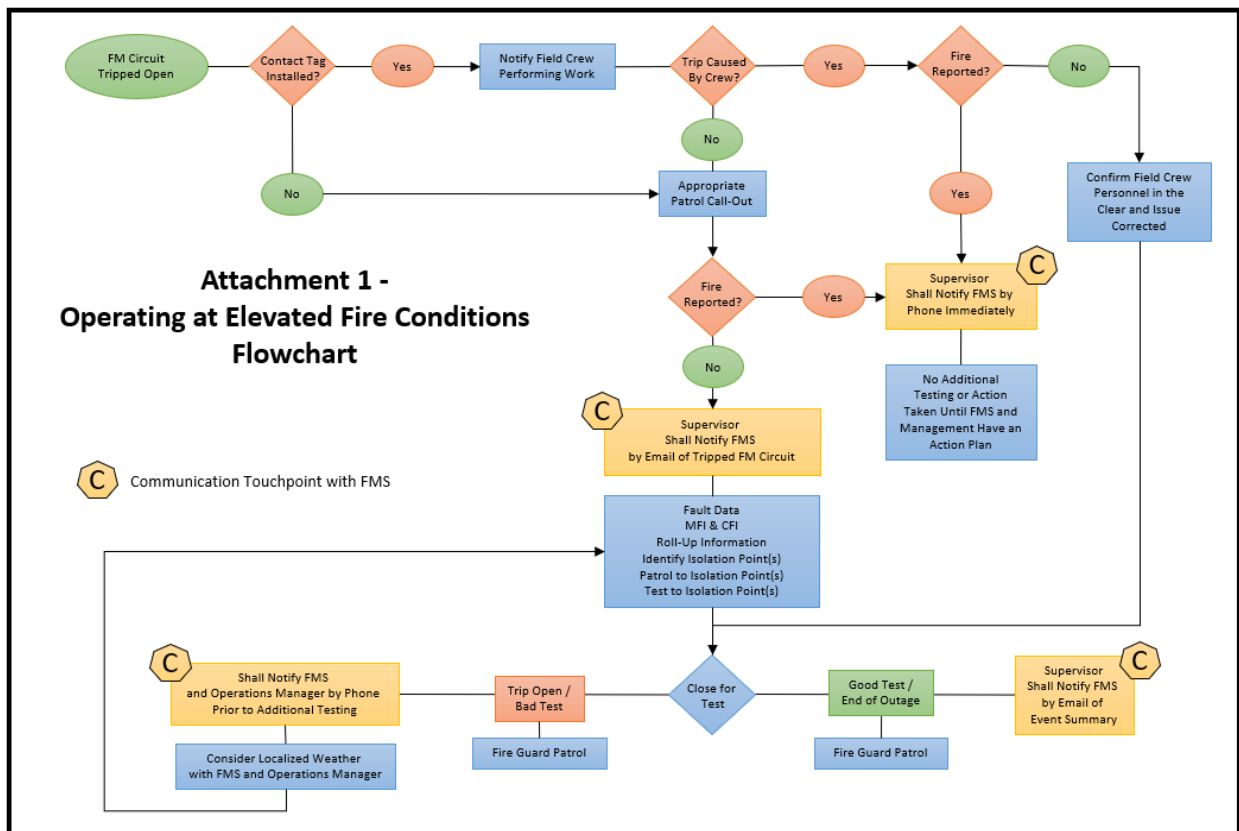 FM Circuit
Tripped Open
Contact Tag
Installed?
Yes
Notify Field Crew
Performing Work
Trip Caused
By Crew?
Yes
Fire
Reported?
No
No
No
Appropriate
Patrol Call-Out
Yes
Confirm Field Crew
Personnel in the
Clear and Issue
Corrected
Attachment 1 -
Operating at Elevated Fire Conditions
Flowchart
Fire
Reported?
Yes
C
Supervisor
Shall Notify FMS by
Phone Immediately
No
No Additional
Testing or Action
Taken Until FMS and
Management Have an
Action Plan
C
Supervisor
Shall Notify FMS
by Email of Tripped FM Circuit
C
Communication Touchpoint with FMS
Fault Data
MFI & CFI
Roll-Up Information
Identify Isolation Point(s)
Patrol to Isolation Point(s)
Test to Isolation Point(s)
C
Shall Notify FMS
and Operations Manager by Phone
Prior to Additional Testing
Trip Open /
Bad Test
Close for
Test
Good Test /
End of Outage
C
Supervisor
Shall Notify FMS
by Email of
Event Summary
Consider Localized Weather
with FMS and Operations Manager
Fire Guard Patrol
Fire Guard Patrol